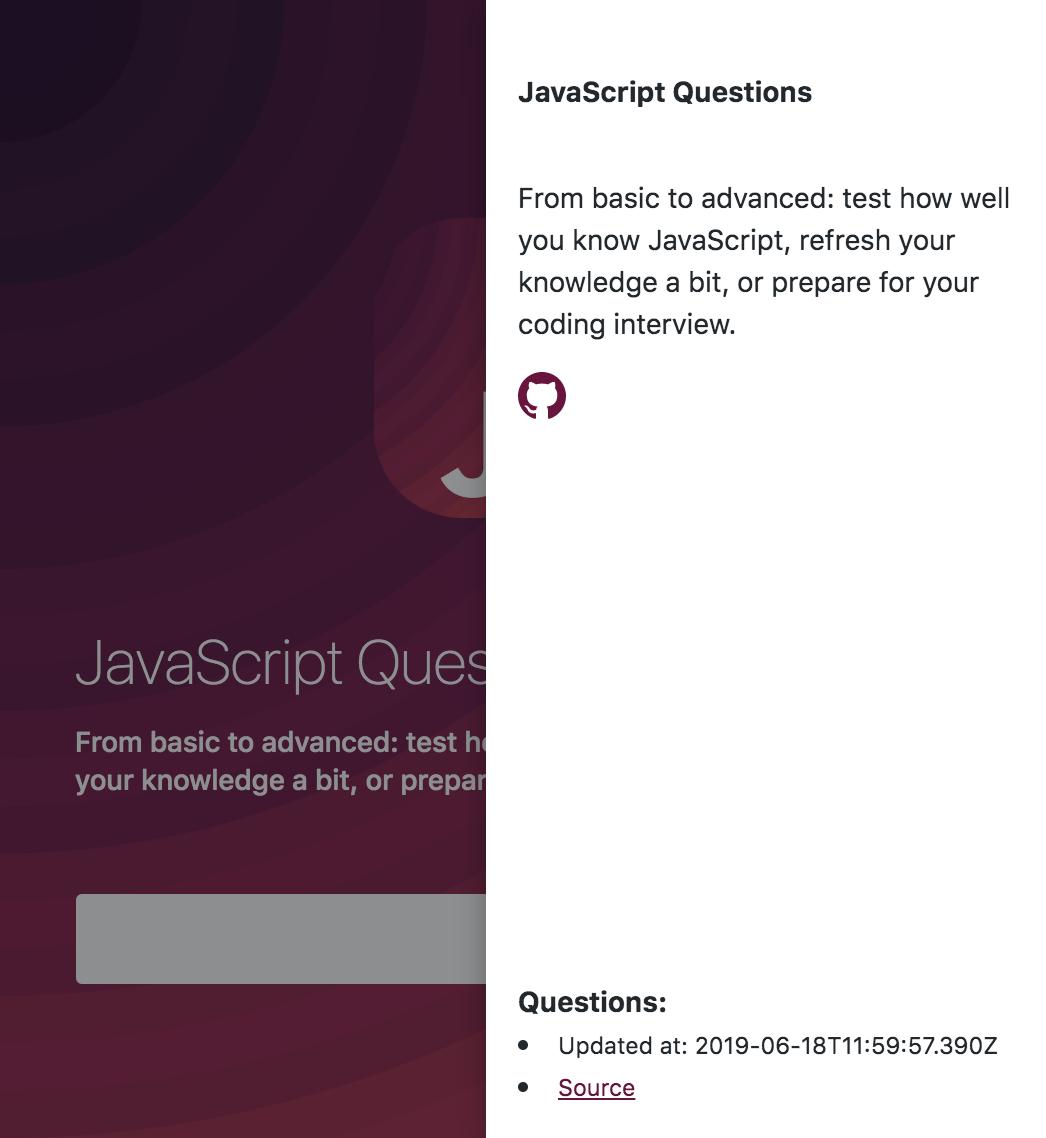 JavaScript Questions
From basic to advanced: test how well
you know JavaScript, refresh your
knowledge a bit, or prepare for your
coding interview.
J
JavaScript Ques
From basic to advanced: test h
your knowledge a bit, or prepar
Questions:
Updated at: 2019-06-18T11:59:57.390Z
Source